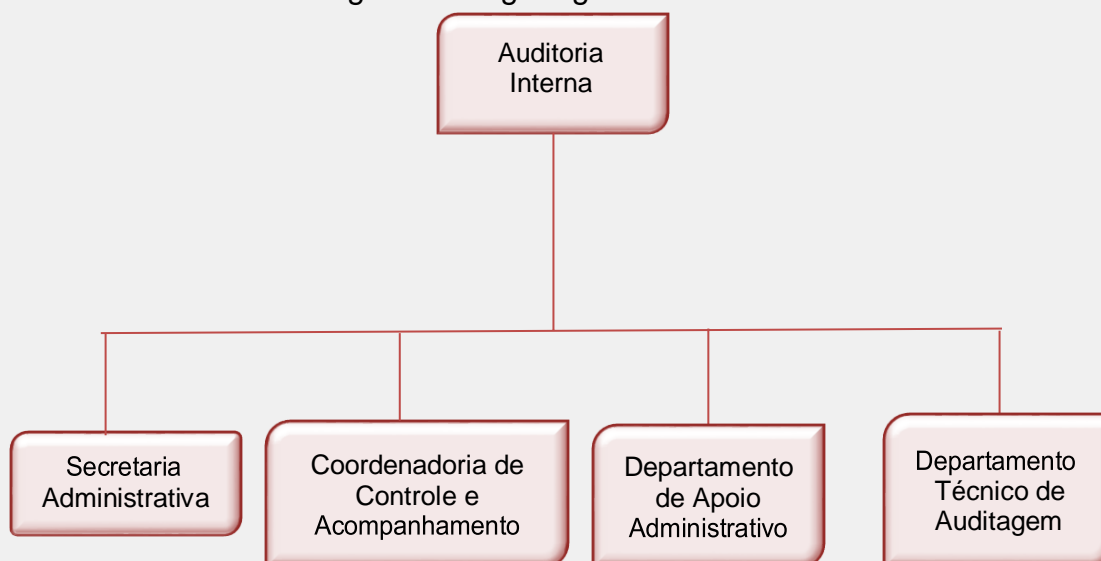 Auditoria
Interna
Secretaria
Administrativa
Coordenadoria de
Controle e
Acompanhamento
Departamento
de Apoio
Administrativo
Departamento
Técnico de
Auditagem